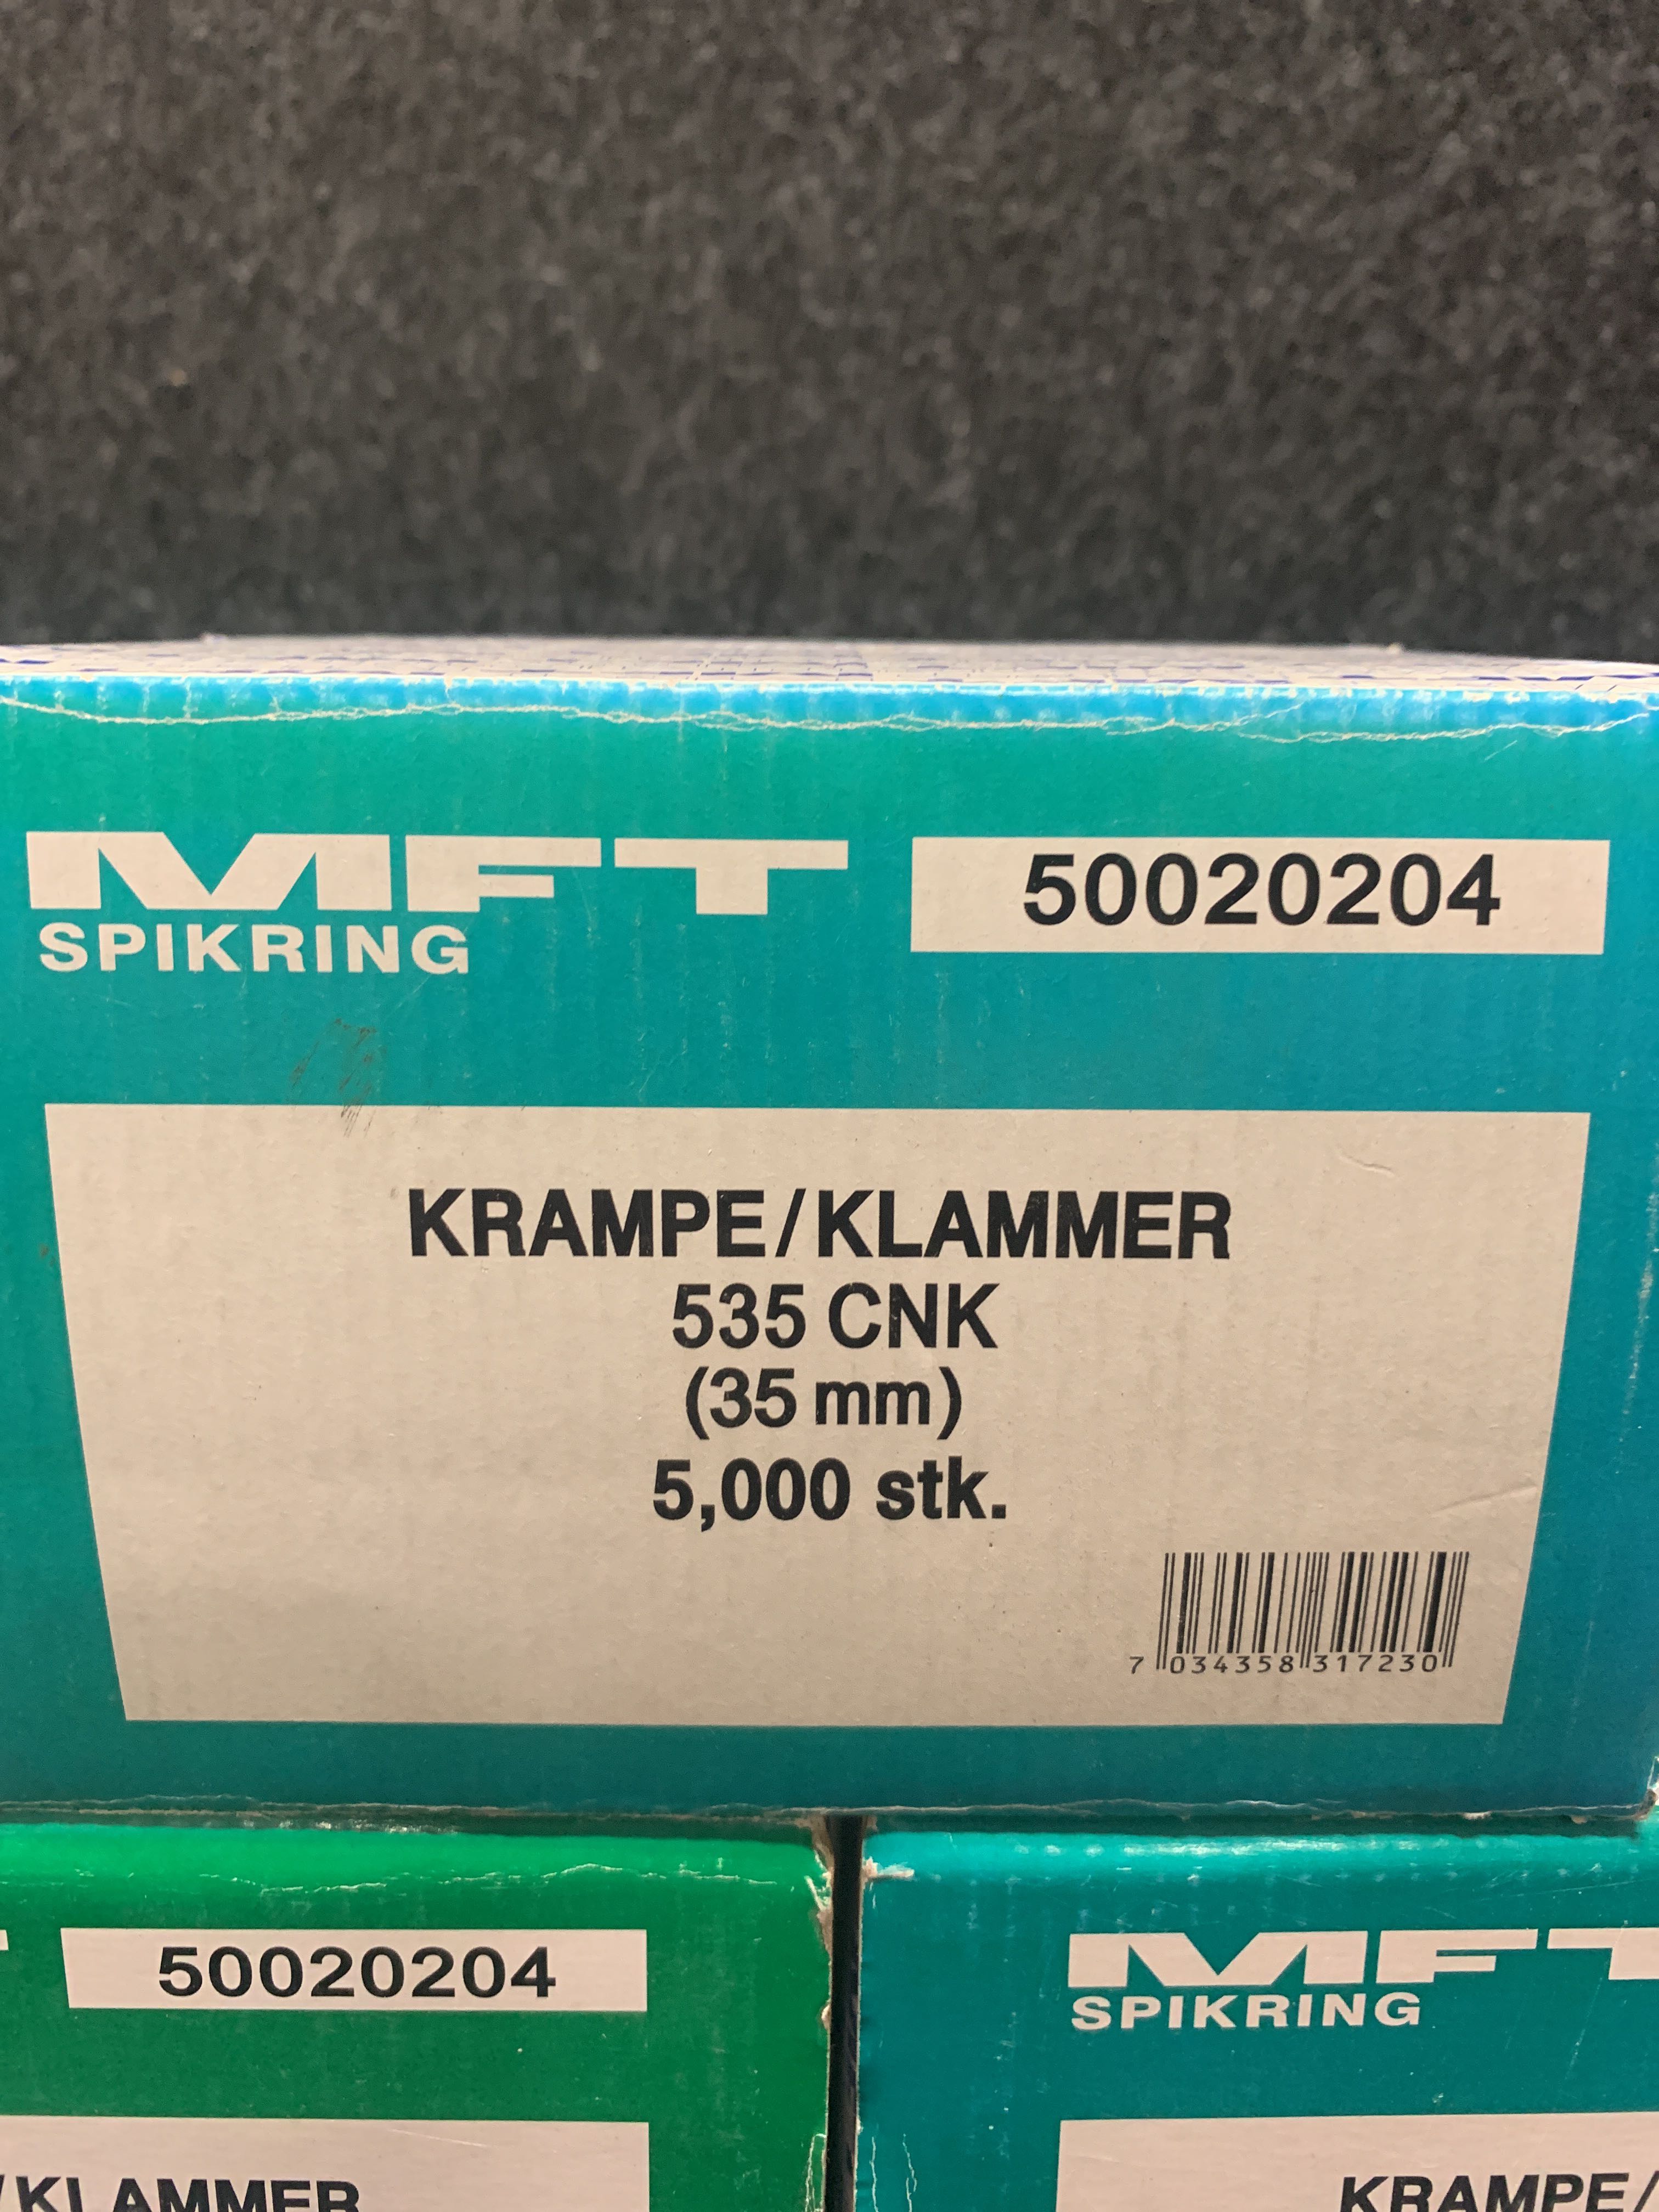 MFT
SPIKRING
50020204
KRAMPE/KLAMMER
535 CNK
(35 mm)
5,000 stk.
7 034358 317230
50020204
/KLAMMER
MFT
SPIKRING
KRAMPE/